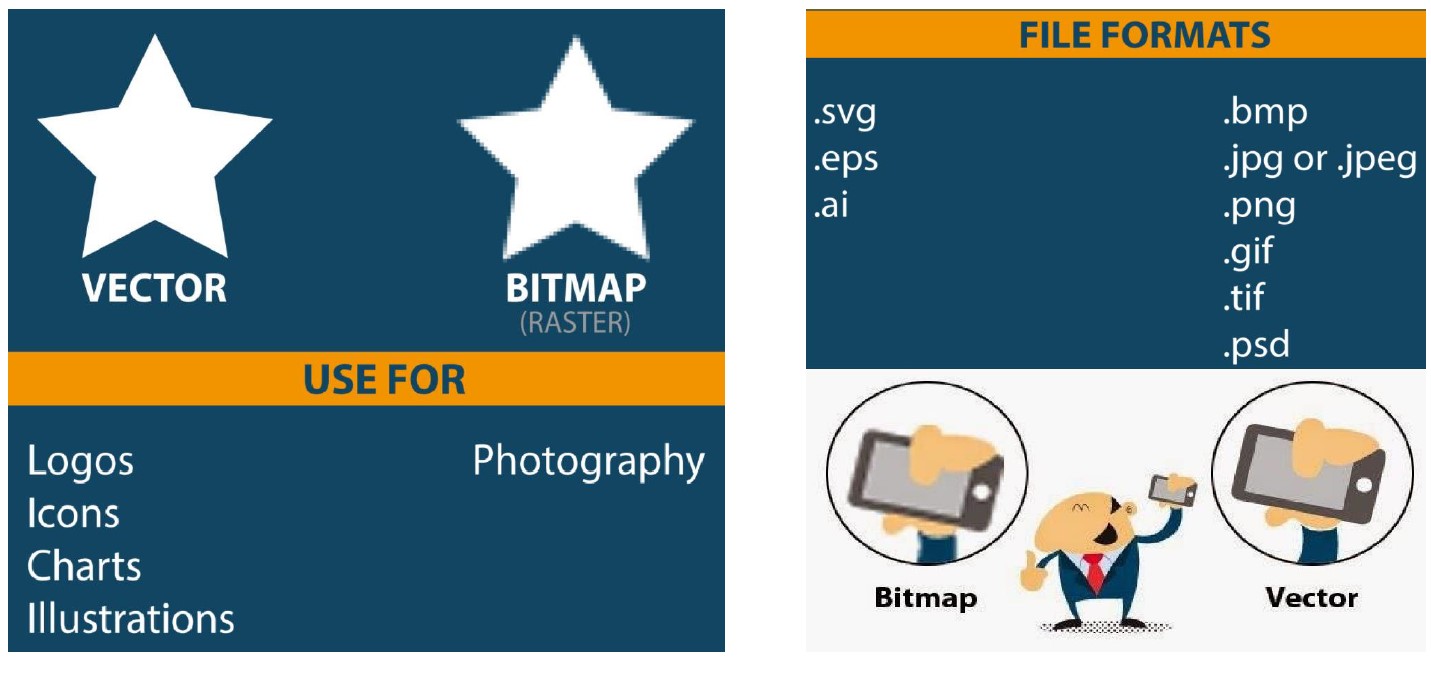 VECTOR
BITMAP
(RASTER)
USE FOR
Logos
Icons
Charts
Illustrations
Photography
FILE FORMATS
.svg
.eps
.ai
.bmp
.jpg or .jpeg
.png
.gif
.tif
.psd
Bitmap
Vector